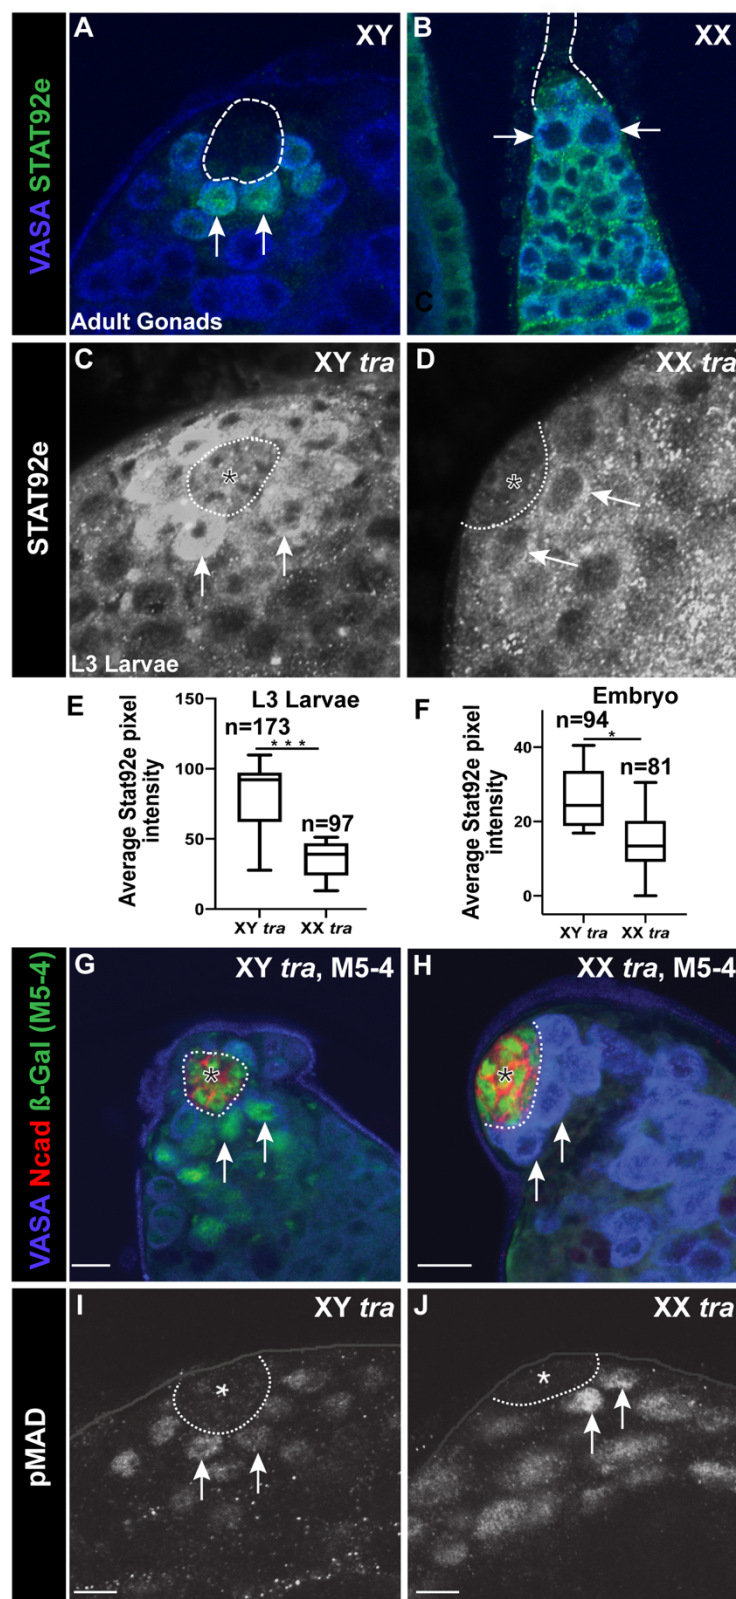 VASA STAT92e
A
XY
Adult Gonads
B
XX
C
STAT92e
C
XY tra
L3 Larvae
*
D
XX tra
*
E
L3 Larvae
Average Stat92e pixel
intensity
150
100
50
0
n=173
***
n=97
XY tra
XX tra
F
Embryo
Average Stat92e pixel
intensity
40
20
0
n=94
*
n=81
XY tra
XX tra
VASA Ncad ß-Gal (M5-4)
G
XY tra, M5-4
*
H
XX tra, M5-4
*
pMAD
I
XY tra
*
J
XX tra
*